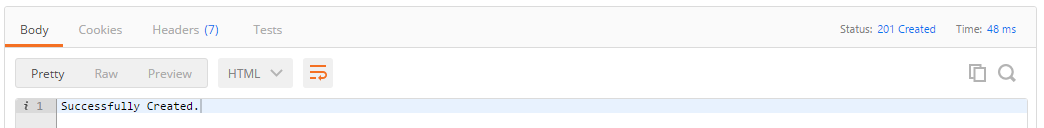 Body Cookies Headers (7) Tests Status: 201 Created Time: 48 ms
Pretty Raw Preview HTML
i 1 Successfully Created.